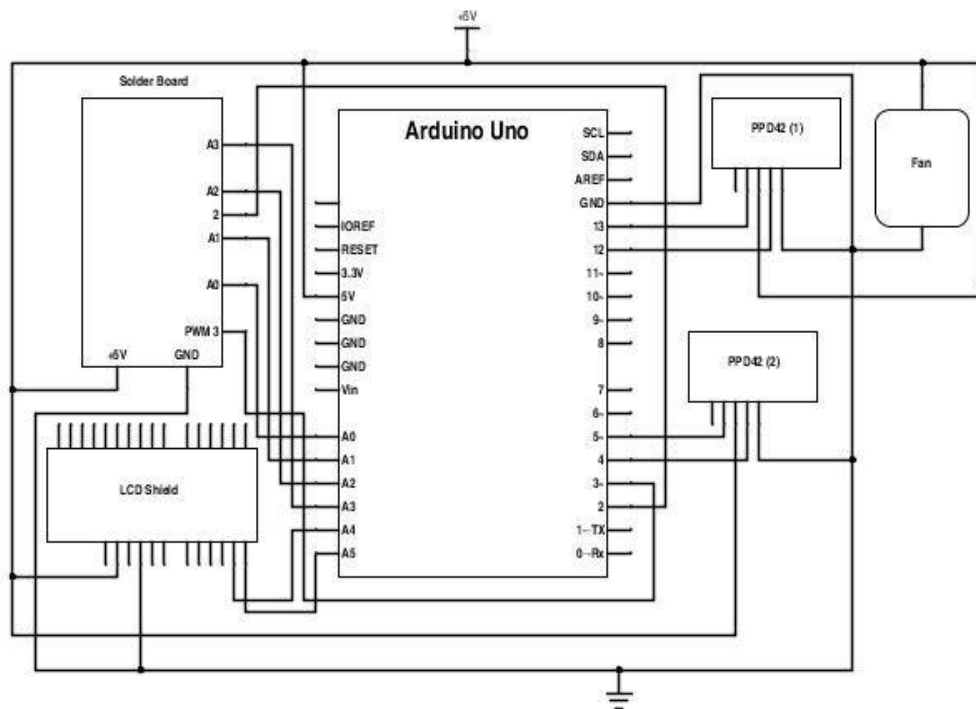 +5V
Solder Board
A3
A2
2
A1
A0
PWM 3
+5V
GND
LCD Shield
Arduino Uno
IOREF
RESET
3.3V
5V
GND
GND
GND
Vin
A0
A1
A2
A3
A4
A5
SCL
SDA
AREF
GND
13
12
11~
10~
9~
8
7
6~
5~
4
3~
2
1--TX
0--Rx
PPD42 (1)
Fan
PPD42 (2)